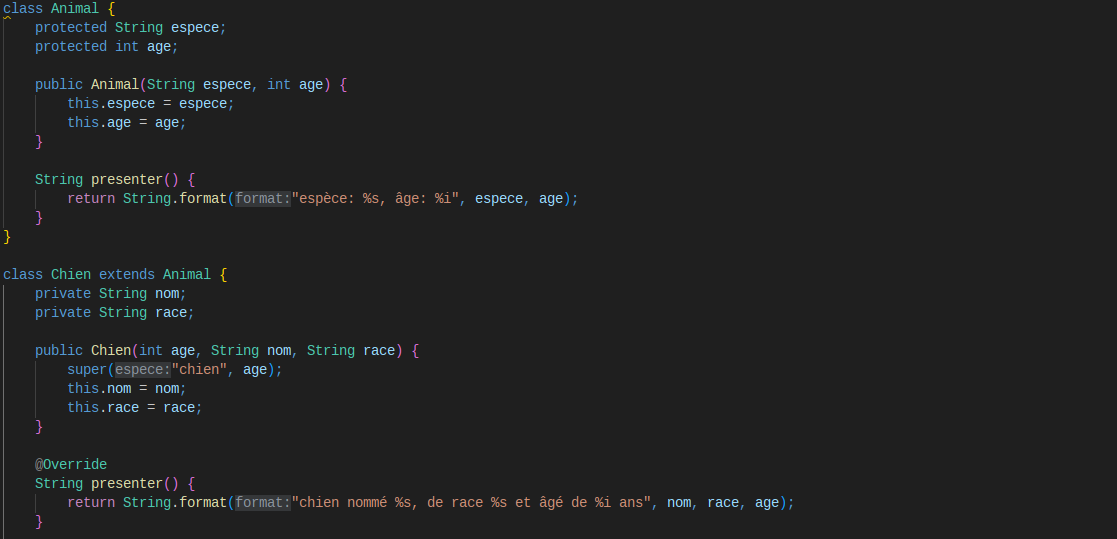 class Animal {
    protected String espece;
    protected int age;

    public Animal(String espece, int age) {
        this.espece = espece;
        this.age = age;
    }

    String presenter() {
        return String.format(format:"espèce: %s, âge: %i", espece, age);
    }
}

class Chien extends Animal {
    private String nom;
    private String race;

    public Chien(int age, String nom, String race) {
        super(espece:"chien", age);
        this.nom = nom;
        this.race = race;
    }

    @Override
    String presenter() {
        return String.format(format:"chien nommé %s, de race %s et âgé de %i ans", nom, race, age);
    }